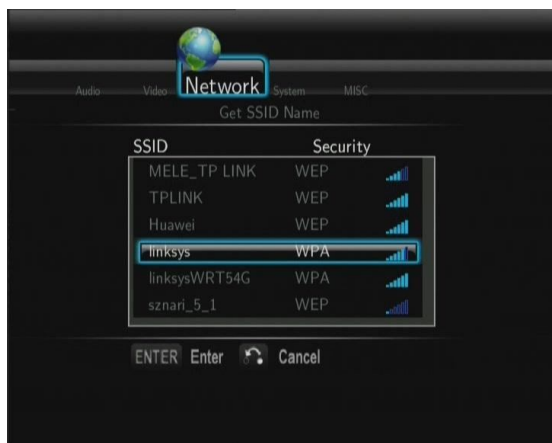 Audio Video Network System MISC
Get SSID Name
SSID Security
MELE_TP LINK WEP
TPLINK WEP
Huawei WEP
linksys WPA
linksysWRT54G WPA
sznari_5_1 WEP
ENTER Enter Cancel